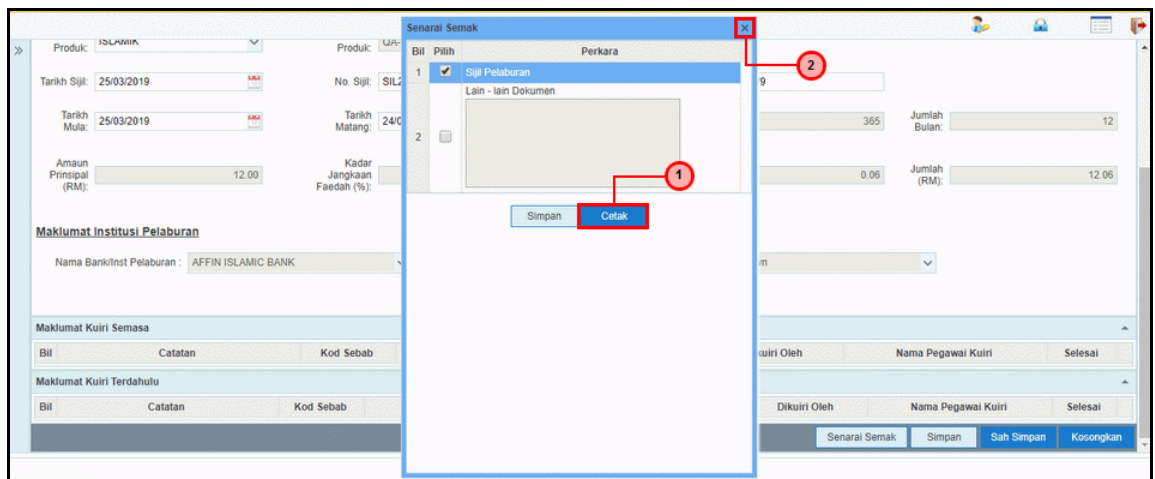 Senarai Semak
Bil Pilih Perkara
1 Sijil Pelaburan
Lain - lain Dokumen
2
Simpan Cetak
1
2
Produk: ISLAMIK Produk:
Tarikh Sijil: 25/03/2019 No. Sijil:
Tarikh Mula: 25/03/2019 Tarikh Matang: 365 Jumlah Bulan: 12
Amaun Prinsipal (RM): 12.00 Kadar Jangkaan Faedah (%): 0.06 Jumlah (RM): 12.06
Maklumat Institusi Pelaburan
Nama Bank/Inst Pelaburan : AFFIN ISLAMIC BANK
Maklumat Kuiri Semasa
Bil Catatan Kod Sebab Oleh Nama Pegawai Kuiri Selesai
Maklumat Kuiri Terdahulu
Bil Catatan Kod Sebab Dikuiri Oleh Nama Pegawai Kuiri Selesai
Senarai Semak Simpan Sah Simpan Kosongkan